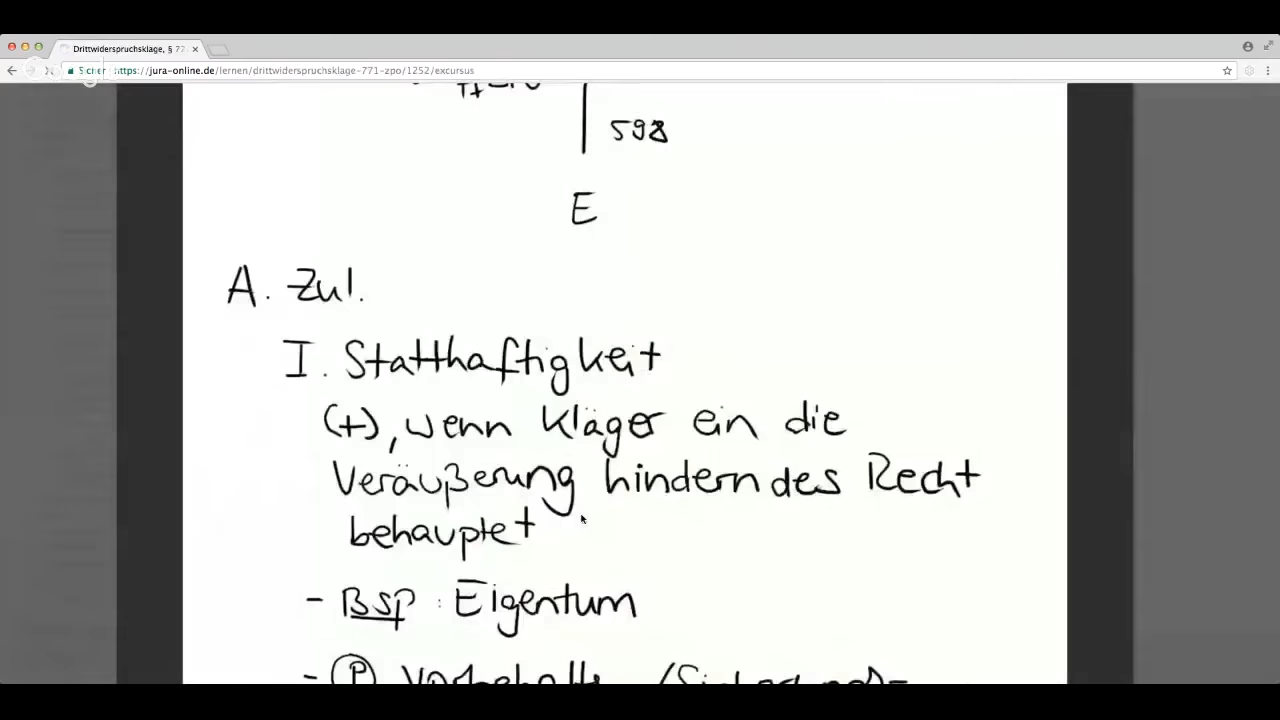 Drittwiderspruchsklage, § 77
Sicher https://jura-online.de/lernen/drittwiderspruchsklage-771-zpo/1252/excursus
598
E
A. Zul.
I. Statthaftigkeit
(+), wenn Kläger ein die
Veräußerung hinderndes Recht
behauptet
- Bsp: Eigentum
- (P)